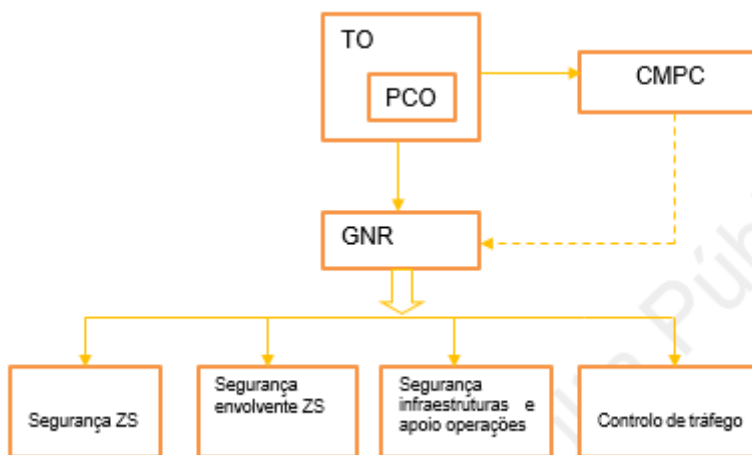 TO
PCO
CMPC
GNR
Segurança ZS
Segurança
envolvente ZS
Segurança
infraestruturas e
apoio operações
Controlo de tráfego